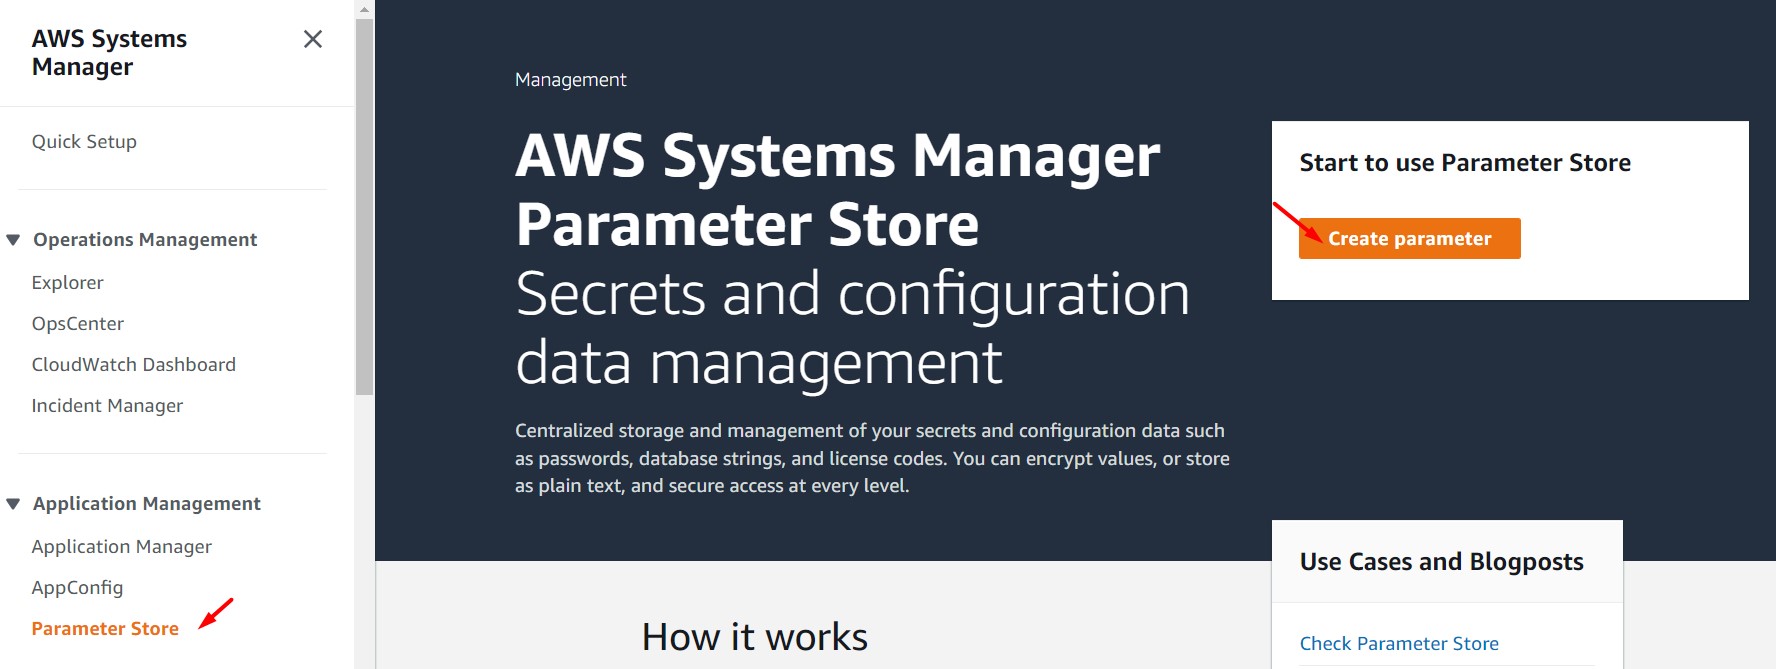 AWS Systems
Manager
Quick Setup
Operations Management
Explorer
OpsCenter
CloudWatch Dashboard
Incident Manager
Application Management
Application Manager
AppConfig
Parameter Store
Management
AWS Systems Manager
Parameter Store
Secrets and configuration
data management
Centralized storage and management of your secrets and configuration data such
as passwords, database strings, and license codes. You can encrypt values, or store
as plain text, and secure access at every level.
Start to use Parameter Store
Create parameter
How it works
Use Cases and Blogposts
Check Parameter Store